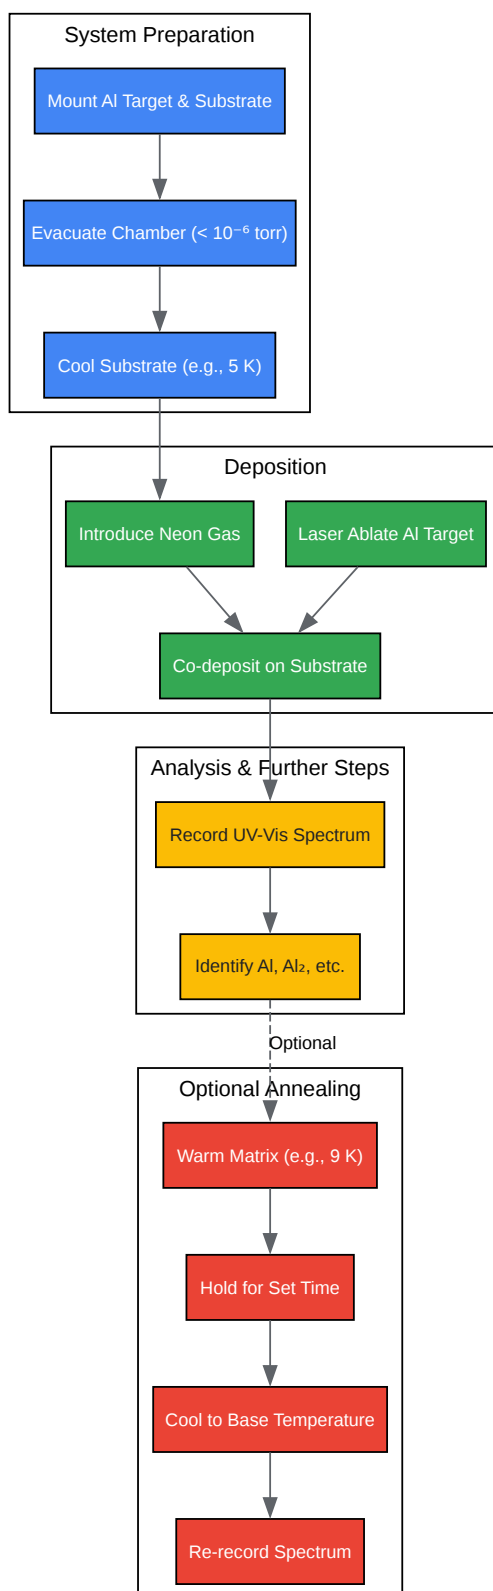 System Preparation
Mount Al Target & Substrate
Evacuate Chamber (< 10⁻⁶ torr)
Cool Substrate (e.g., 5 K)
Deposition
Introduce Neon Gas
Laser Ablate Al Target
Co-deposit on Substrate
Analysis & Further Steps
Record UV-Vis Spectrum
Identify Al, Al₂, etc.
Optional
Optional Annealing
Warm Matrix (e.g., 9 K)
Hold for Set Time
Cool to Base Temperature
Re-record Spectrum